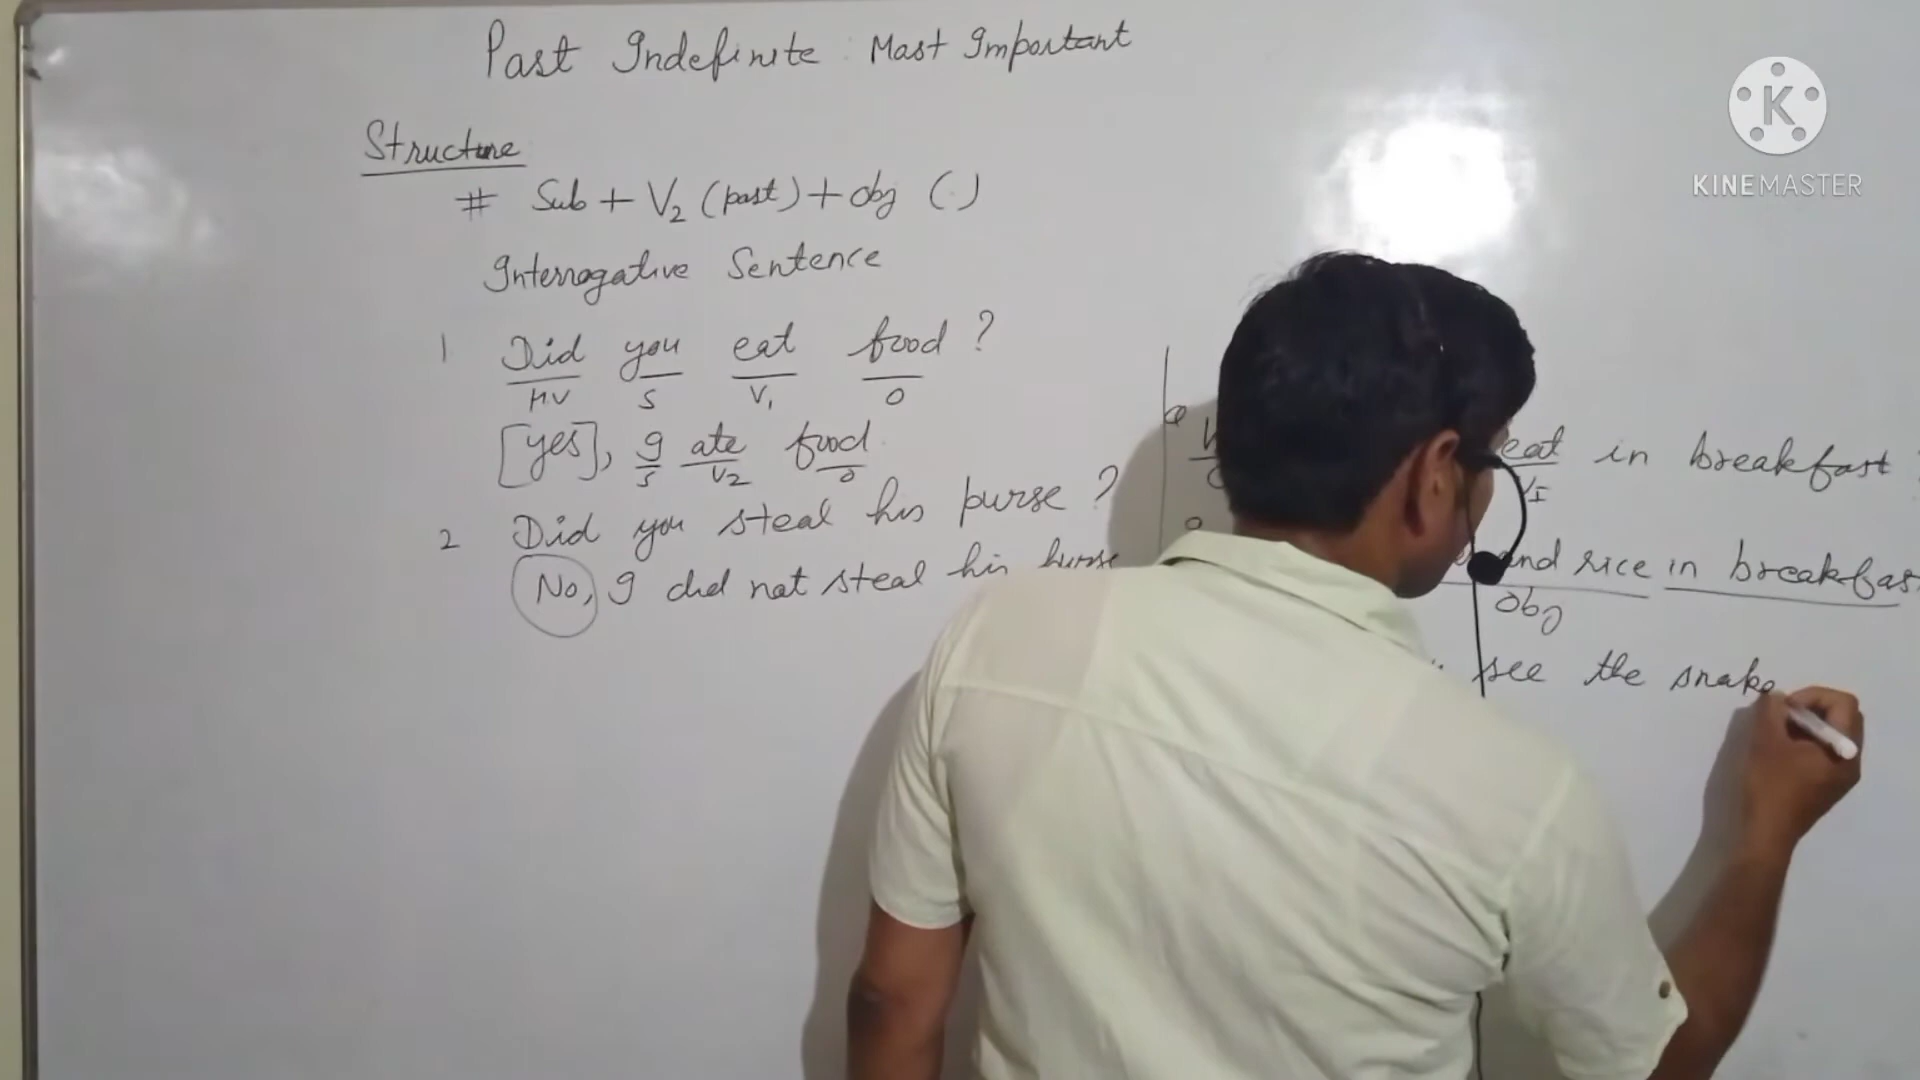 Past Indefinite : Mast Important
Structure
# Sub + V2 (past) + obj (.)
Interrogative Sentence
1 Did you eat food ?
HV S V1 O
[yes], I ate food
S V2 O
2 Did you steal his purse ?
No, I did not steal his purse
eat in breakfast ?
VI
and rice in breakfast
obj
see the snake
K
KINEMASTER